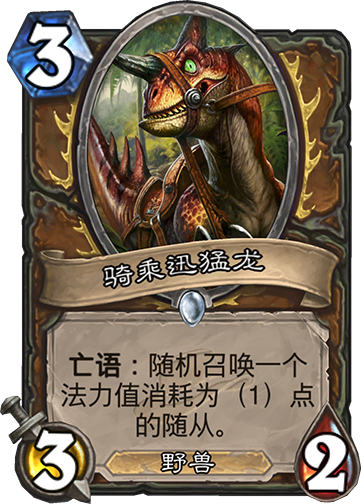 3
骑乘迅猛龙
亡语：随机召唤一个
法力值消耗为（1）点
的随从。
3
野兽
2